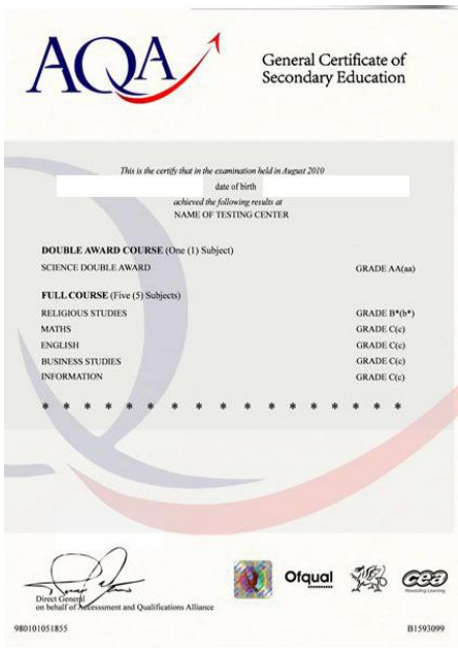 AQA
General Certificate of
Secondary Education
This is the certify that in the examination held in August 2010
date of birth
achieved the following results at
NAME OF TESTING CENTER
DOUBLE AWARD COURSE (One (1) Subject)
SCIENCE DOUBLE AWARD GRADE AA(aa)
FULL COURSE (Five (5) Subjects)
RELIGIOUS STUDIES GRADE B*(b*)
MATHS GRADE C(c)
ENGLISH GRADE C(c)
BUSINESS STUDIES GRADE C(c)
INFORMATION GRADE C(c)
* * * * * * * * * * * * * * * * *
Ofqual
cea
Rewarding Learning
Direct General
on behalf of Accessment and Qualifications Alliance
980101051855 B1593099